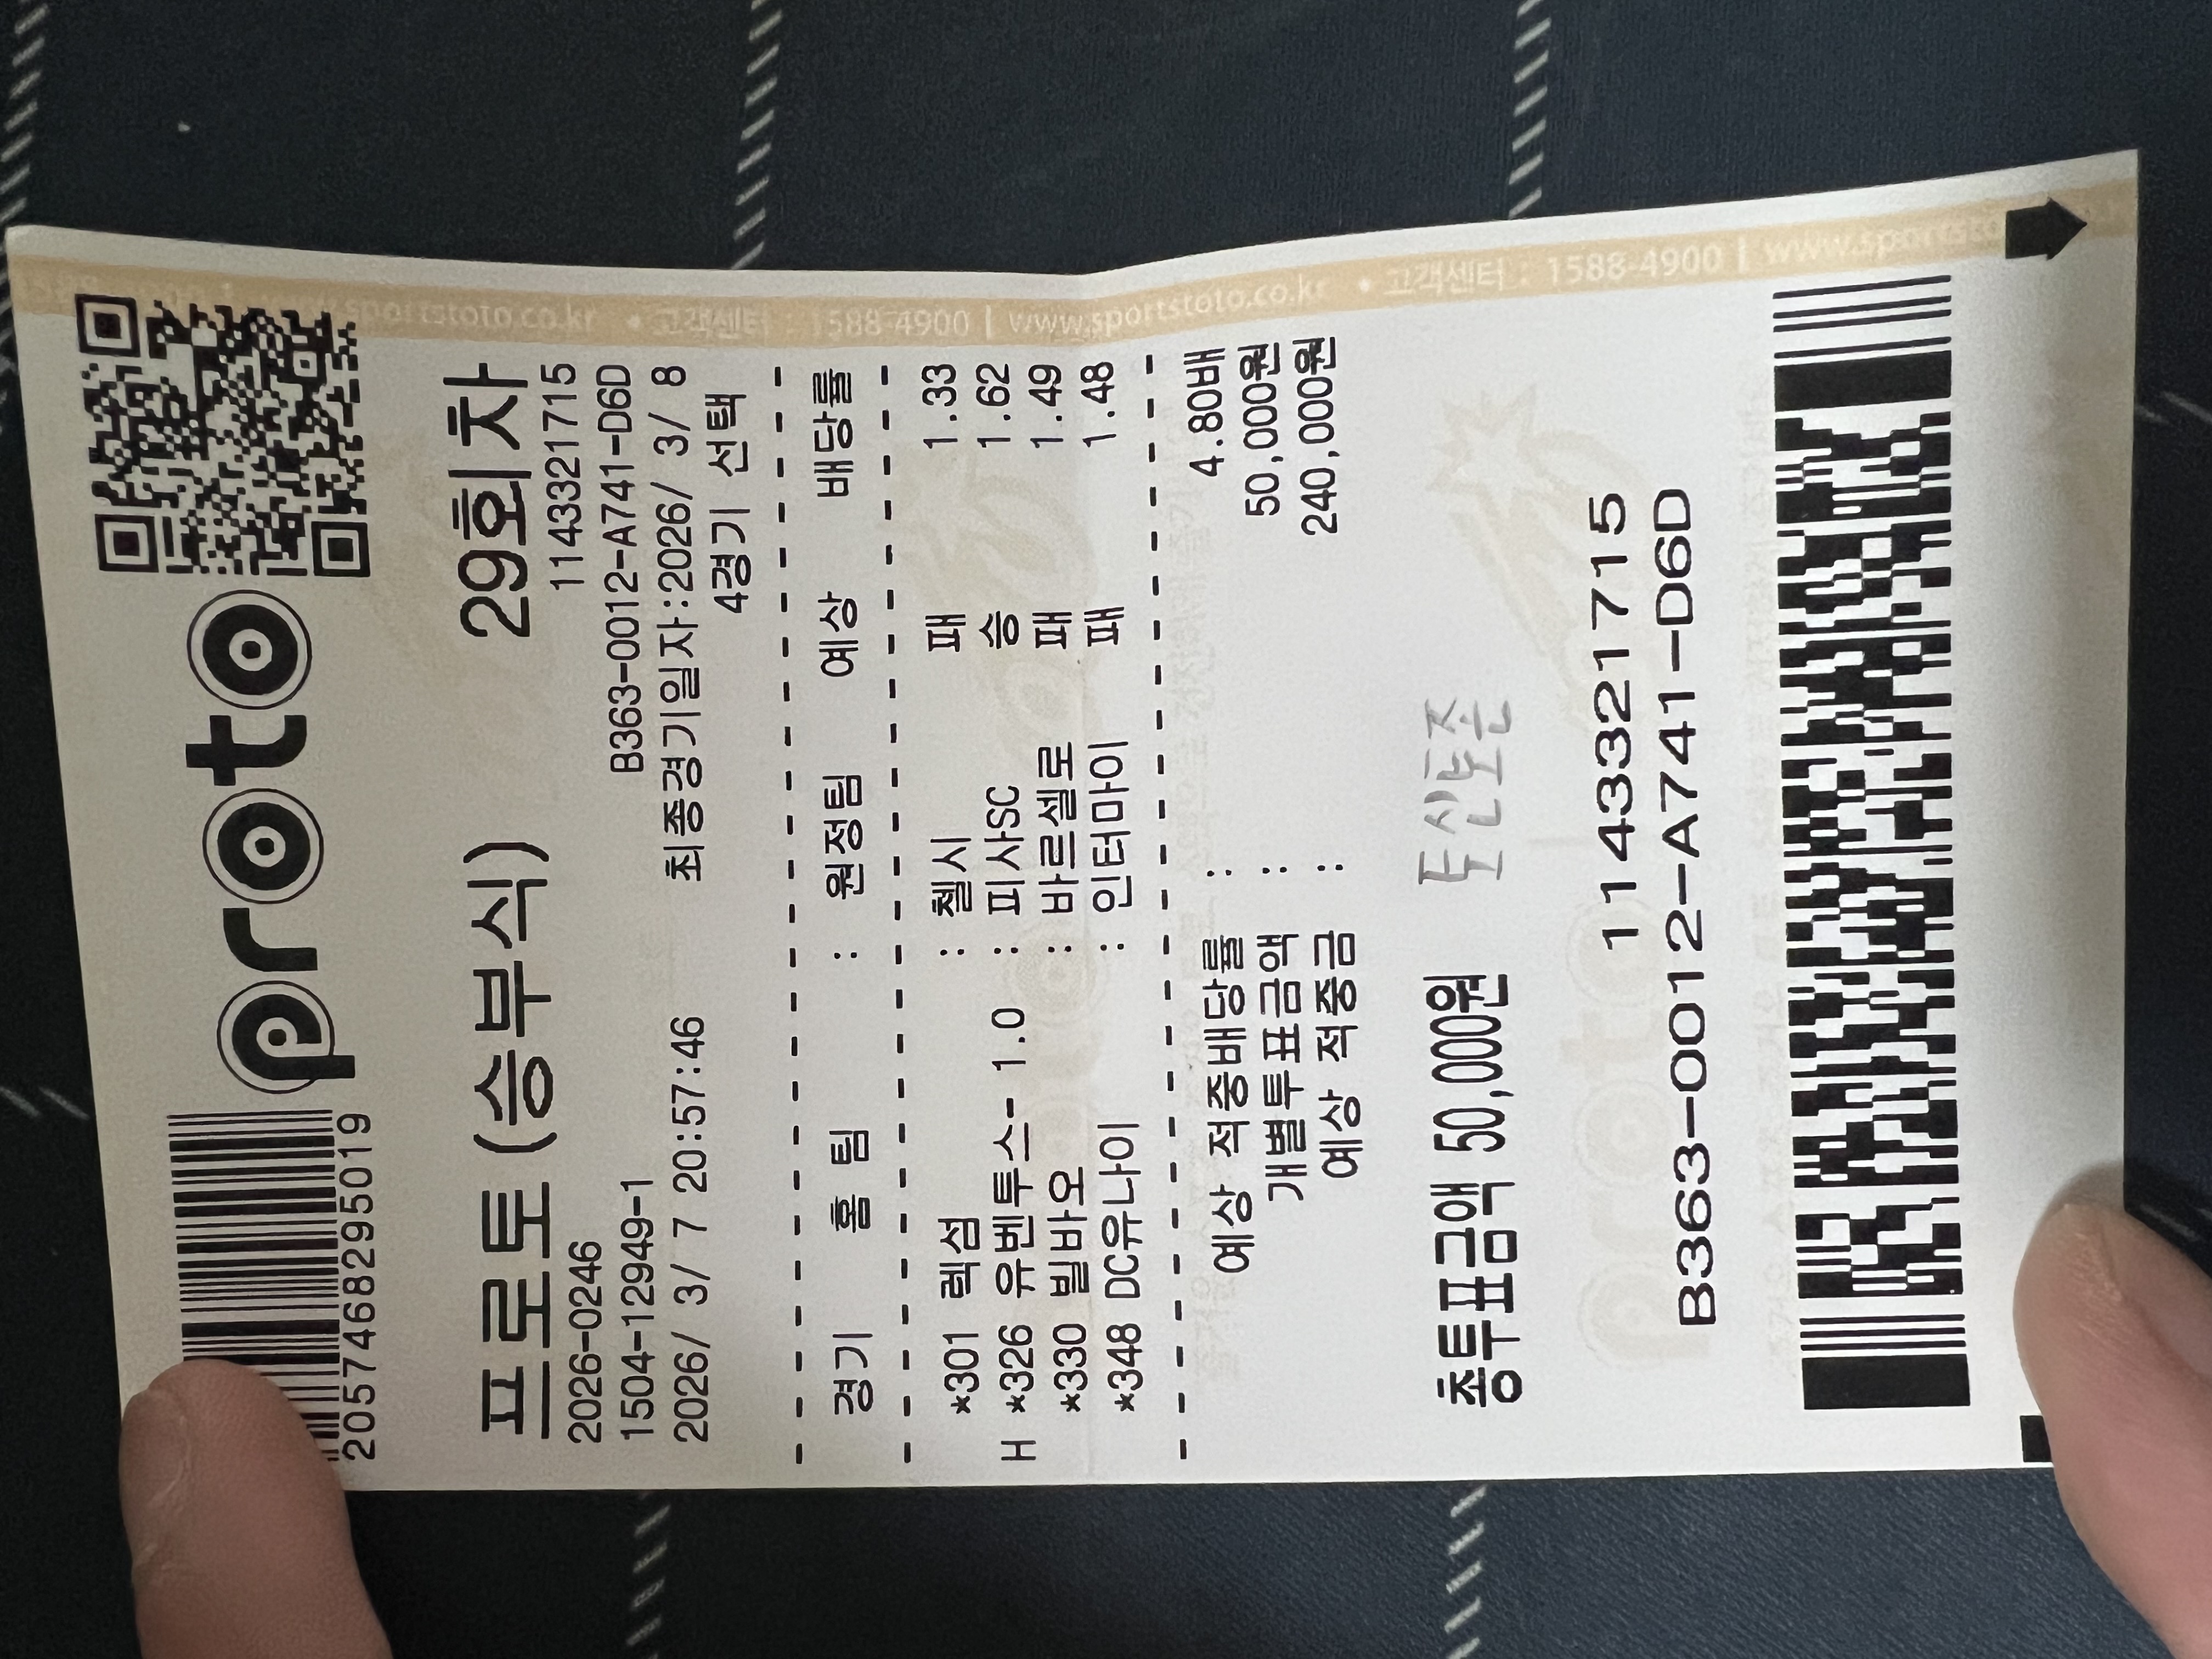 proto
205746829 5019
프로토 (승부식) 29회차
2026-0246 1143321715
1504-12949-1 B363-0012-A741-D6D
2026/ 3/ 7 20:57:46 최종경기일자:2026/ 3/ 8
4경기 선택
경기 홈 팀 : 원정팀 예상 배당률
*301 렉섬 : 첼시 패 1.33
H *326 유벤투스- 1.0 : 피사SC 승 1.62
*330 빌바오 : 바르셀로 패 1.49
*348 DC유나이 : 인터마이 패 1.48
예상 적중배당률 : 4.80배
개별투표금액 : 50,000원
예상 적중금 : 240,000원
총투표금액 50,000원 토신토존
1143321715
B363-0012-A741-D6D
www.sportstoto.co.kr • 고객센터 1588-4900 | www.sportstoto.co.kr • 고객센터 : 1588-4900 | www.sportsto